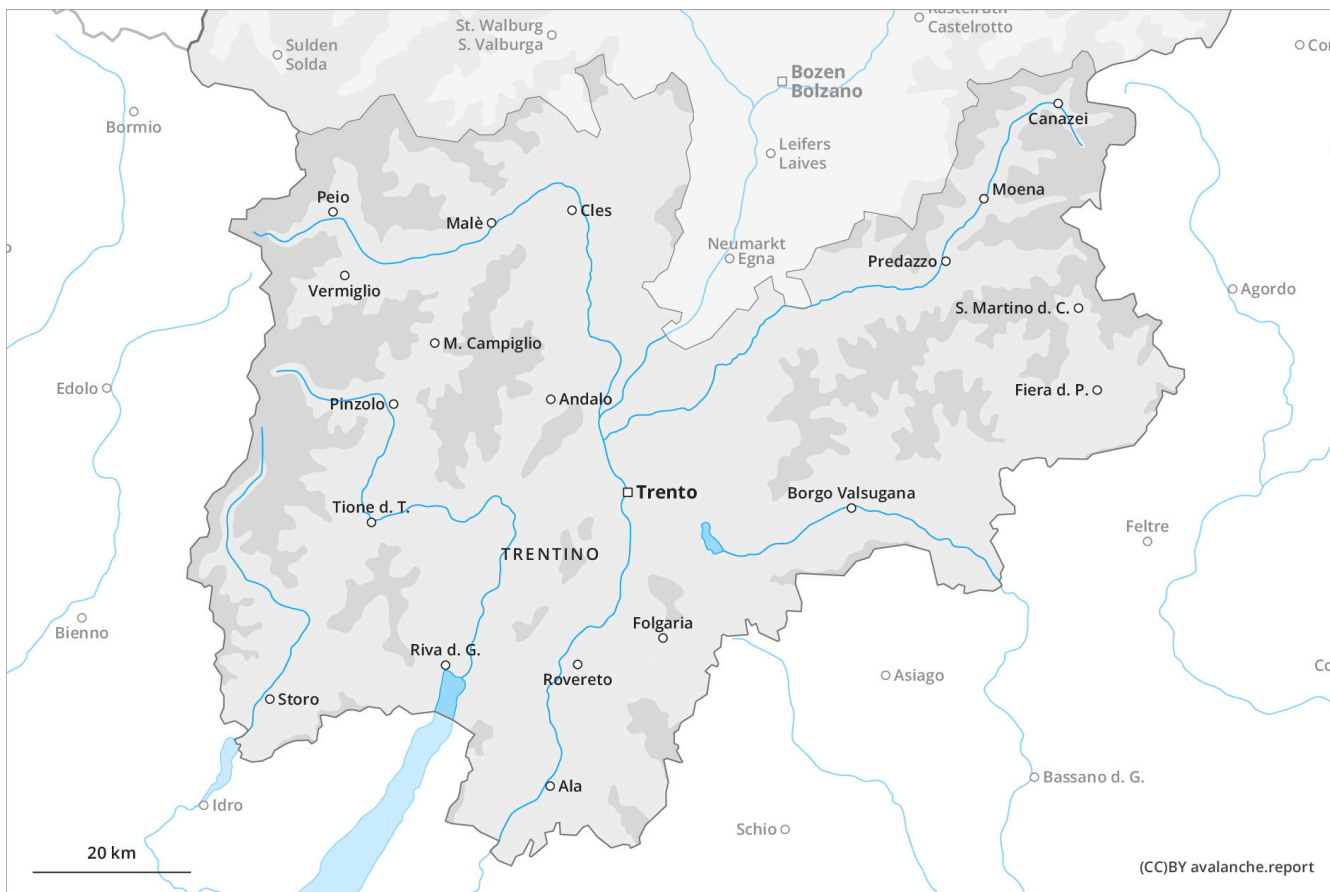 Kastelruth
Castelrotto
St. Walburg
S. Valburga
Sulden
Solda
Bozen
Bolzano
Bormio
Canazei
Leifers
Laives
Peio
Moena
Malè
Cles
Neumarkt
Egna
Predazzo
Vermiglio
Agordo
S. Martino d. C.
M. Campiglio
Edolo
Fiera d. P.
Pinzolo
Andalo
Trento
Borgo Valsugana
Tione d. T.
Feltre
TRENTINO
Bienno
Folgaria
Riva d. G.
Rovereto
Asiago
Storo
Bassano d. G.
Ala
Idro
Schio
20 km
(CC)BY avalanche.report